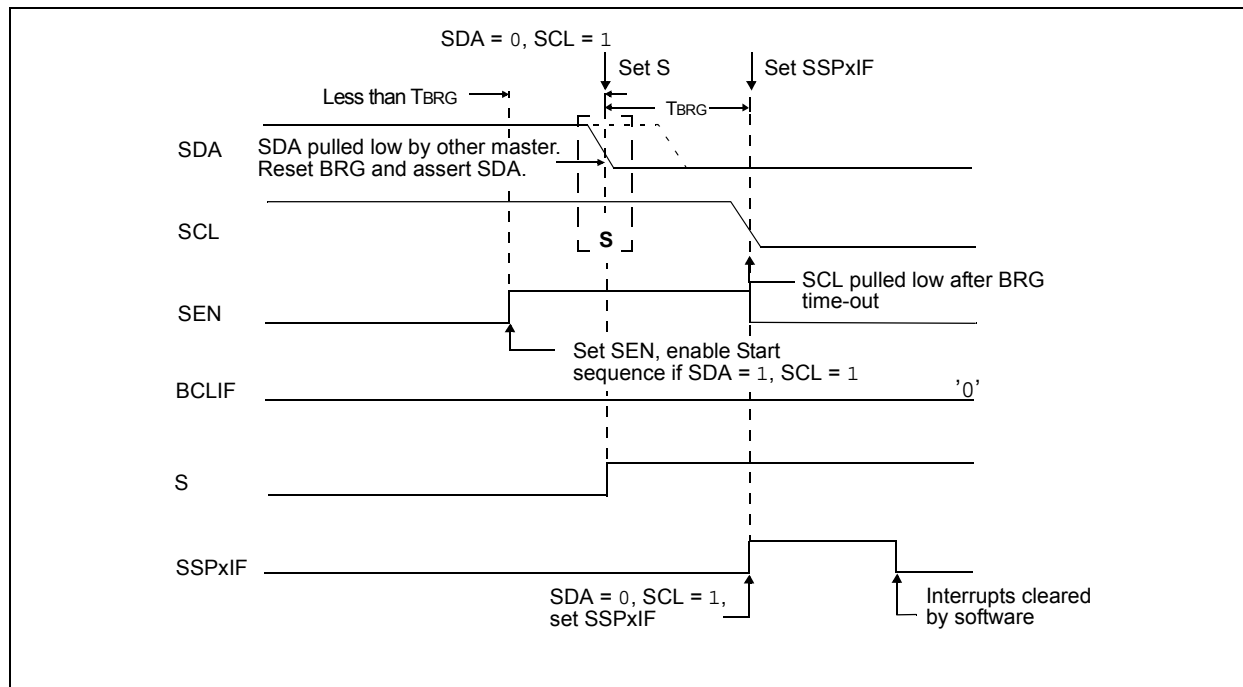 SDA = 0, SCL = 1
Set S
Set SSPxIF
Less than TBRG
TBRG
SDA
SDA pulled low by other master.
Reset BRG and assert SDA.
SCL
S
SCL pulled low after BRG
time-out
SEN
Set SEN, enable Start
sequence if SDA = 1, SCL = 1
BCLIF
'0'
S
SSPxIF
SDA = 0, SCL = 1,
set SSPxIF
Interrupts cleared
by software